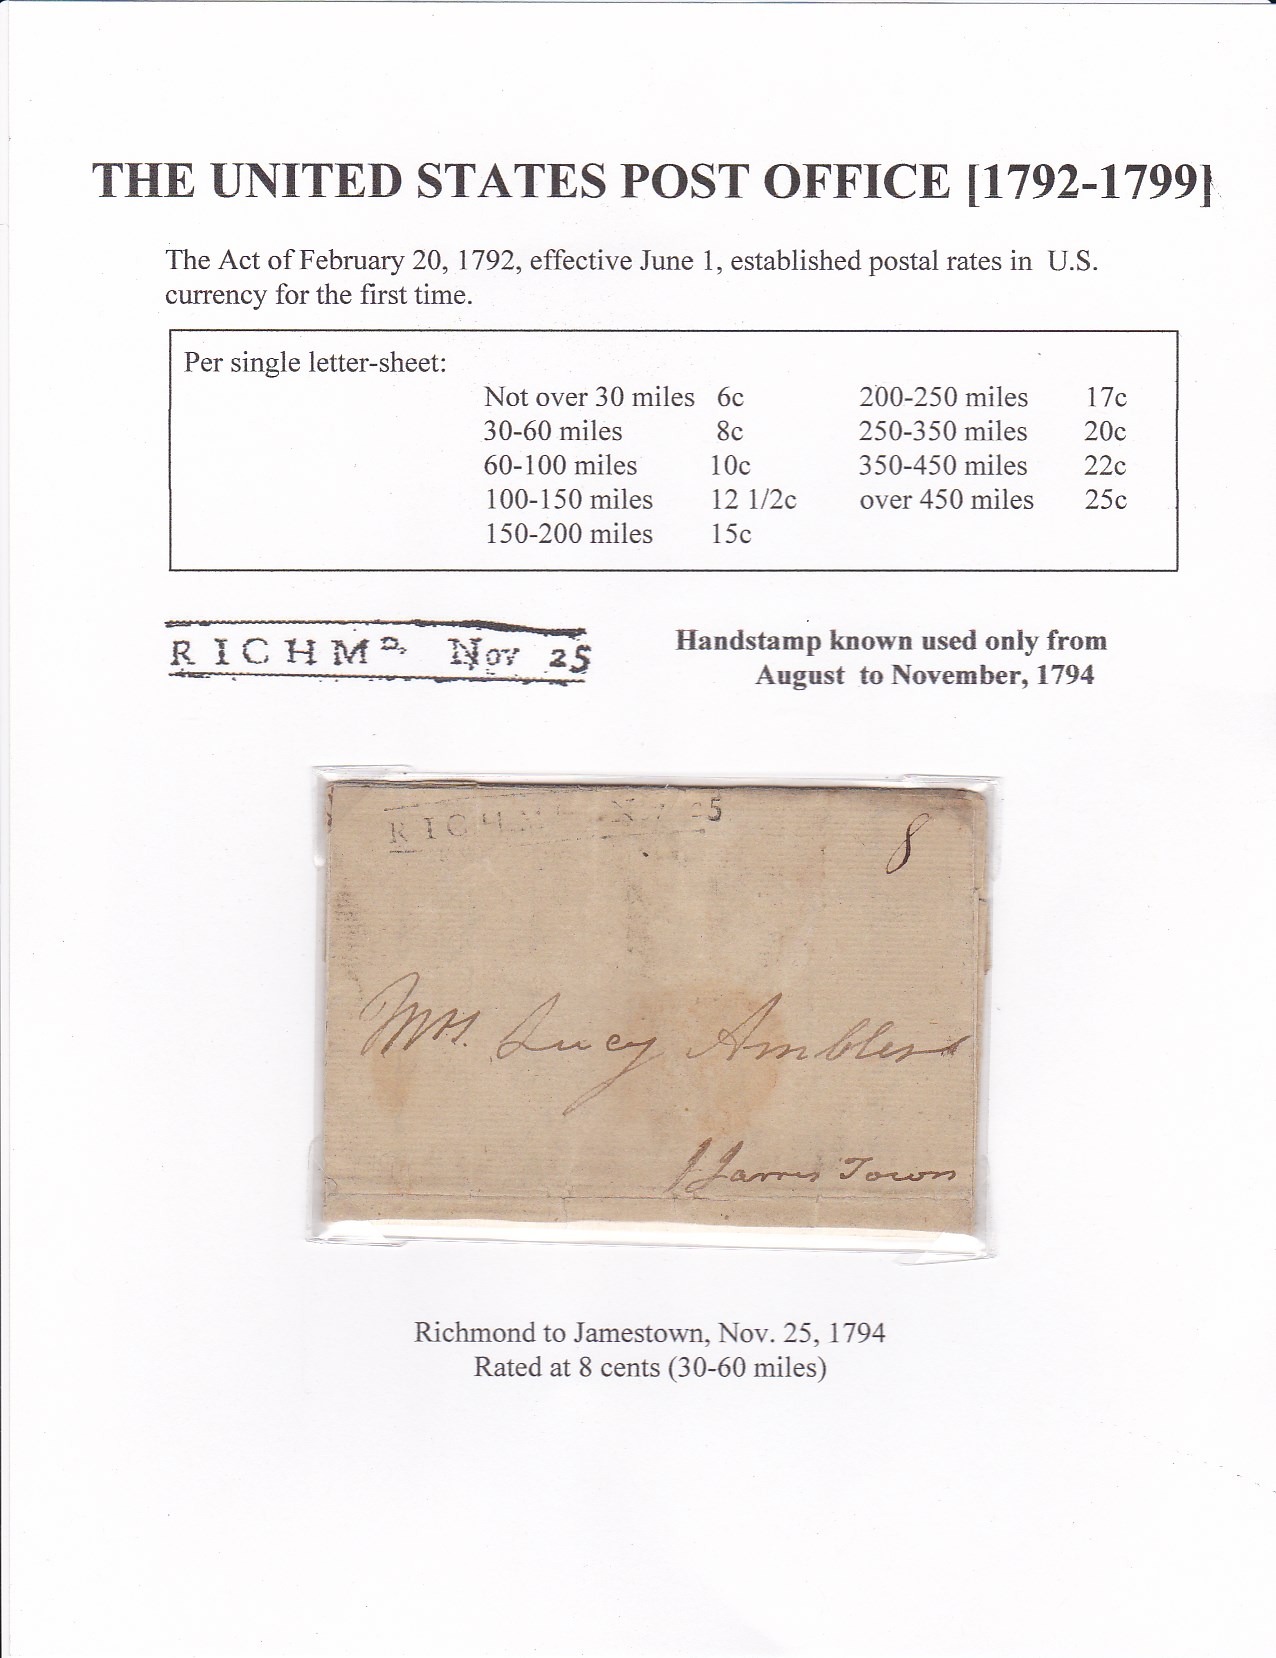 THE UNITED STATES POST OFFICE [1792-1799]
The Act of February 20, 1792, effective June 1, established postal rates in U.S.
currency for the first time.
Per single letter-sheet:
Not over 30 miles 6c 200-250 miles 17c
30-60 miles 8c 250-350 miles 20c
60-100 miles 10c 350-450 miles 22c
100-150 miles 12 1/2c over 450 miles 25c
150-200 miles 15c
RICHMD. Nov 25
Handstamp known used only from
August to November, 1794
RICH 25
8
Mrs. Lucy Ambler
James Town
Richmond to Jamestown, Nov. 25, 1794
Rated at 8 cents (30-60 miles)